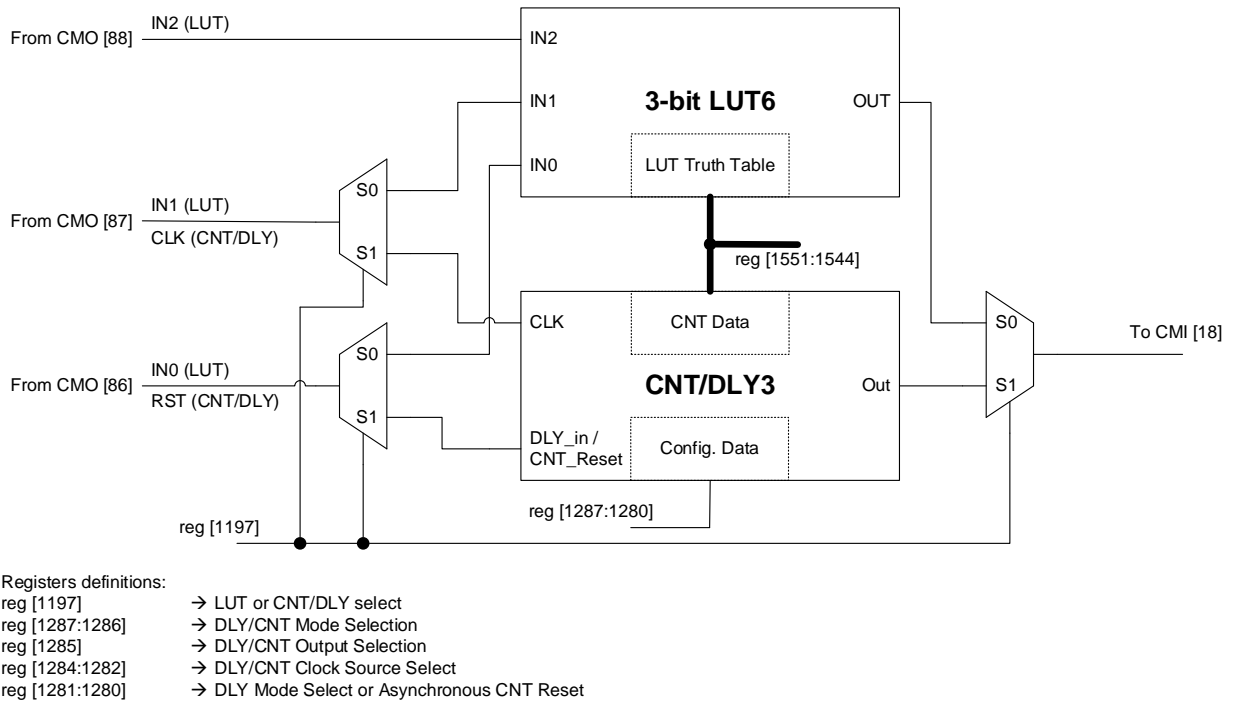 From CMO [88]
IN2 (LUT)
IN2
IN1
3-bit LUT6
OUT
IN0
LUT Truth Table
From CMO [87]
IN1 (LUT)
CLK (CNT/DLY)
S0
S1
reg [1551:1544]
CLK
CNT Data
S0
S1
To CMI [18]
From CMO [86]
IN0 (LUT)
RST (CNT/DLY)
S0
S1
CNT/DLY3
Out
DLY_in /
CNT_Reset
Config. Data
reg [1287:1280]
reg [1197]
Registers definitions:
reg [1197] → LUT or CNT/DLY select
reg [1287:1286] → DLY/CNT Mode Selection
reg [1285] → DLY/CNT Output Selection
reg [1284:1282] → DLY/CNT Clock Source Select
reg [1281:1280] → DLY Mode Select or Asynchronous CNT Reset